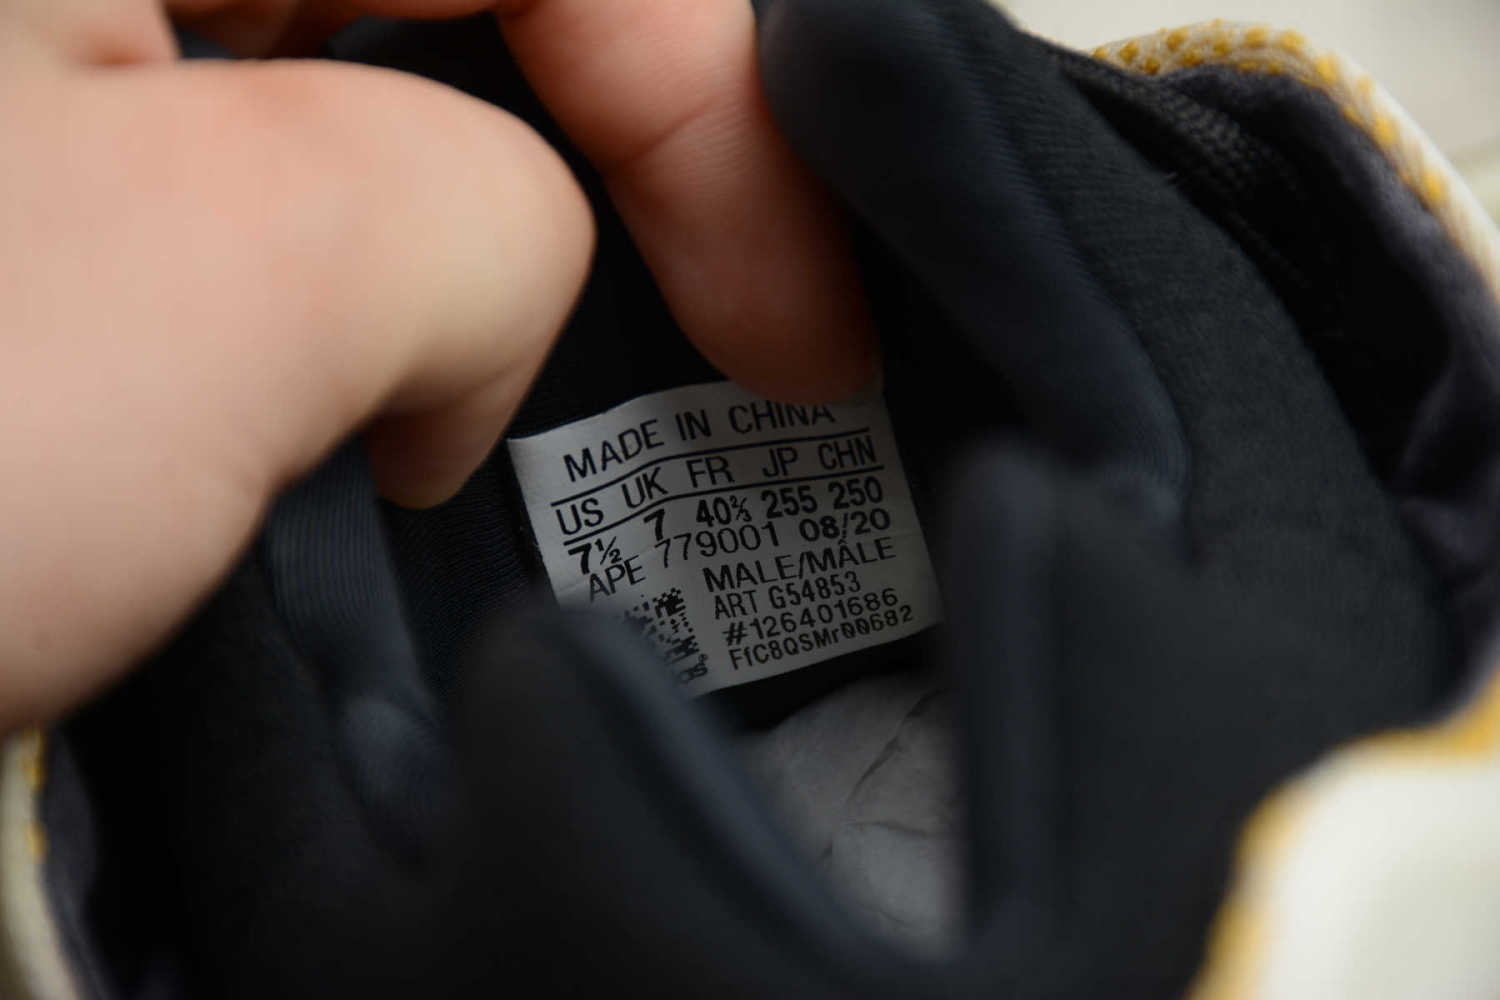 MADE IN CHINA
US UK FR JP CHN
7½ 7 40⅔ 255 250
APE 779001 08/20
MALE/MÂLE
ART G54853
#126401686
FfC8QSMr00682